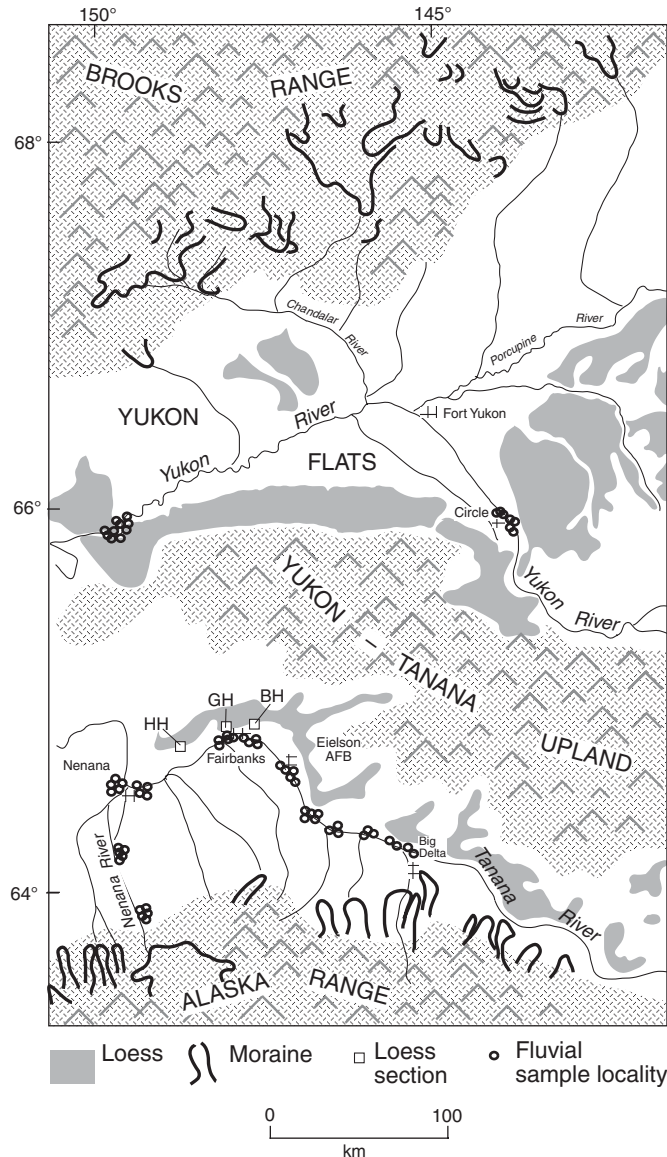 150°
145°
BROOKS
RANGE
68°
Chandalar
River
Porcupine
River
YUKON
River
Yukon
Fort Yukon
FLATS
66°
Circle
Yukon
River
YUKON – TANANA
UPLAND
HH
GH
BH
Nenana
Fairbanks
Eielson
AFB
Big
Delta
Nenana River
Tanana
River
64°
ALASKA
RANGE
Loess
Moraine
Loess
section
Fluvial
sample locality
0
100
km